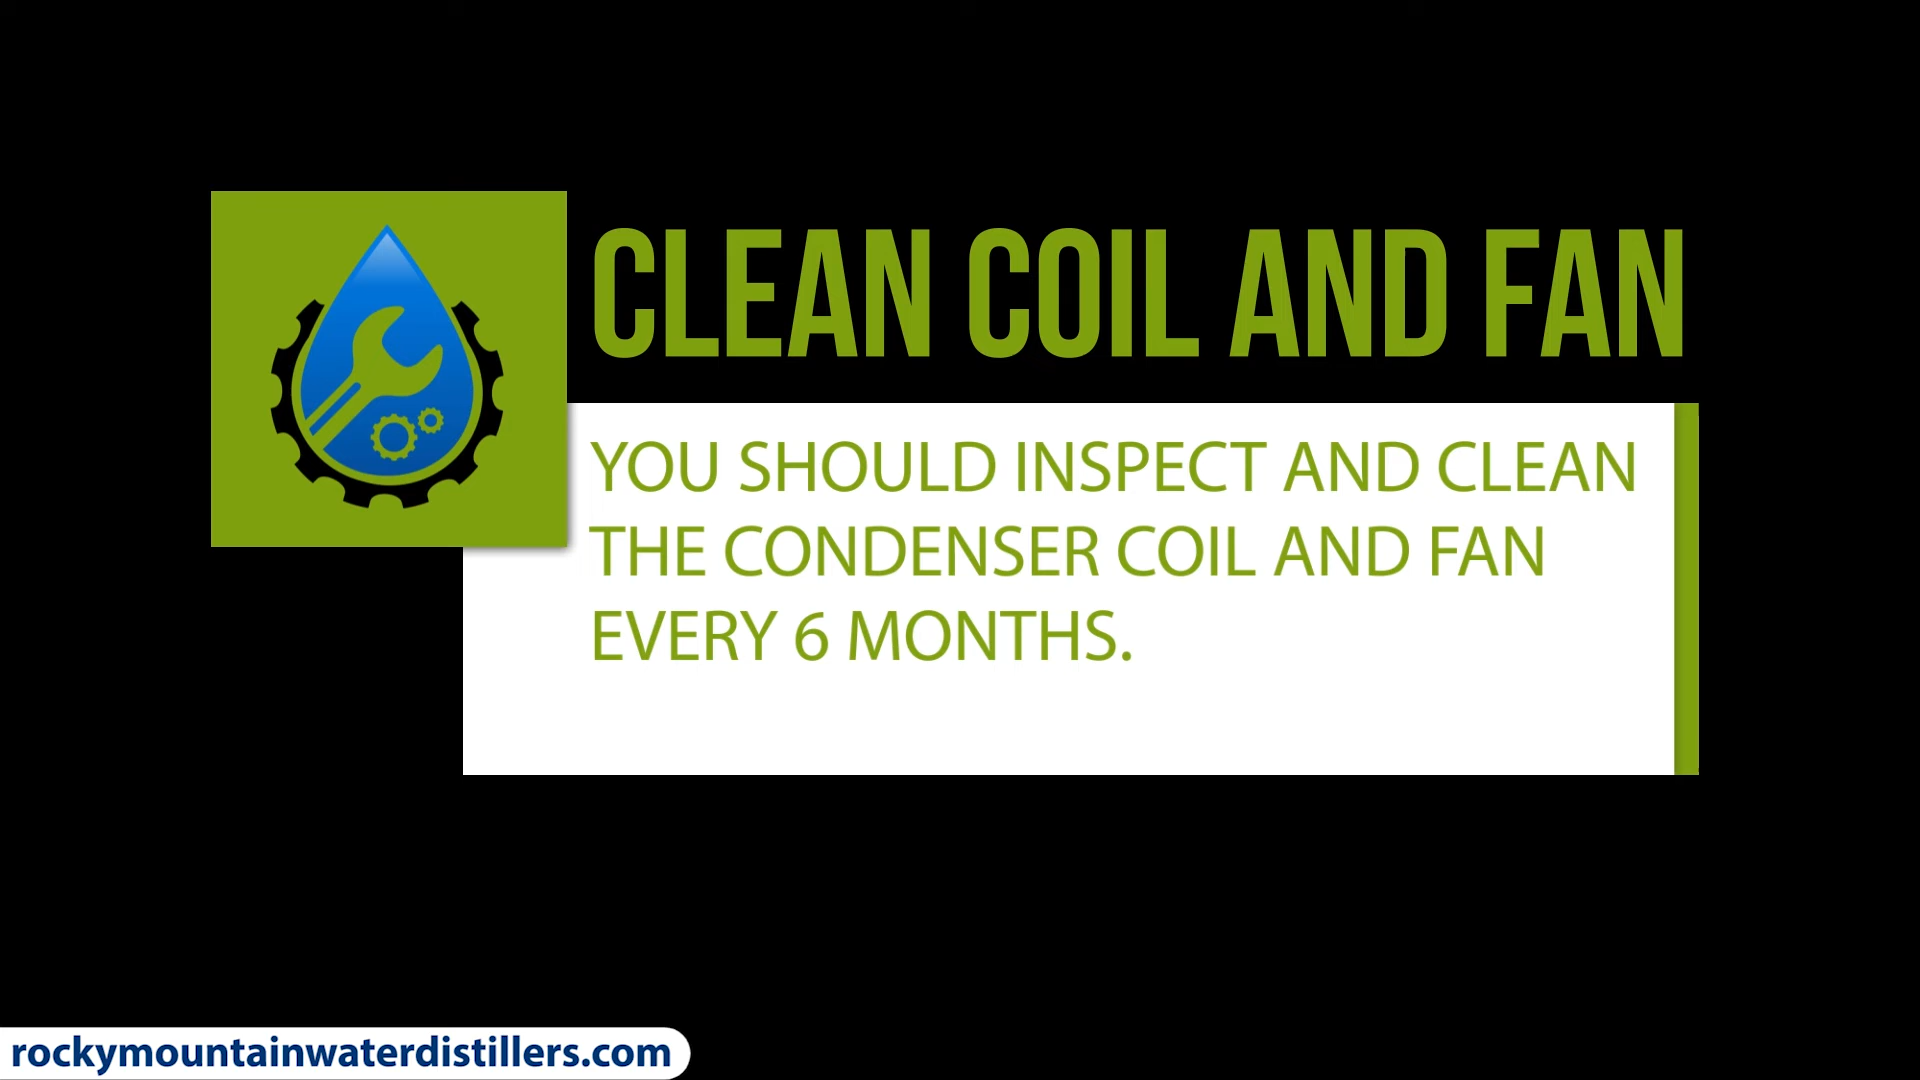 CLEAN COIL AND FAN
YOU SHOULD INSPECT AND CLEAN
THE CONDENSER COIL AND FAN
EVERY 6 MONTHS.
rockymountainwaterdistillers.com